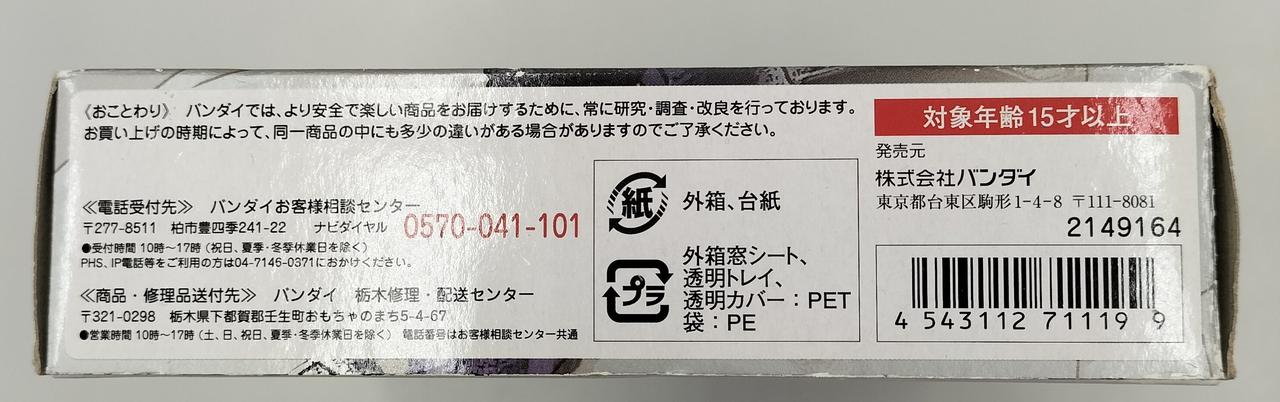 《おことわり》 バンダイでは、より安全で楽しい商品をお届けするために、常に研究・調査・改良を行っております。
お買い上げの時期によって、同一商品の中にも多少の違いがある場合がありますのでご了承ください。
≪電話受付先≫ バンダイお客様相談センター
〒277-8511 柏市豊四季241-22 ナビダイヤル 0570-041-101
●受付時間 10時〜17時 (祝日、夏季・冬季休業日を除く)
PHS、IP電話等をご利用の方は04-7146-0371におかけください。
≪商品・修理品送付先≫ バンダイ 栃木修理・配送センター
〒321-0298 栃木県下都賀郡壬生町おもちゃのまち5-4-67
●営業時間 10時〜17時 (土、日、祝日、夏季・冬季休業日を除く) 電話番号はお客様相談センター共通
紙 外箱、台紙
プラ 外箱窓シート、
透明トレイ、
透明カバー：PET
袋：PE
対象年齢15才以上
発売元
株式会社バンダイ
東京都台東区駒形1-4-8 〒111-8081
2149164
4 543112 711199